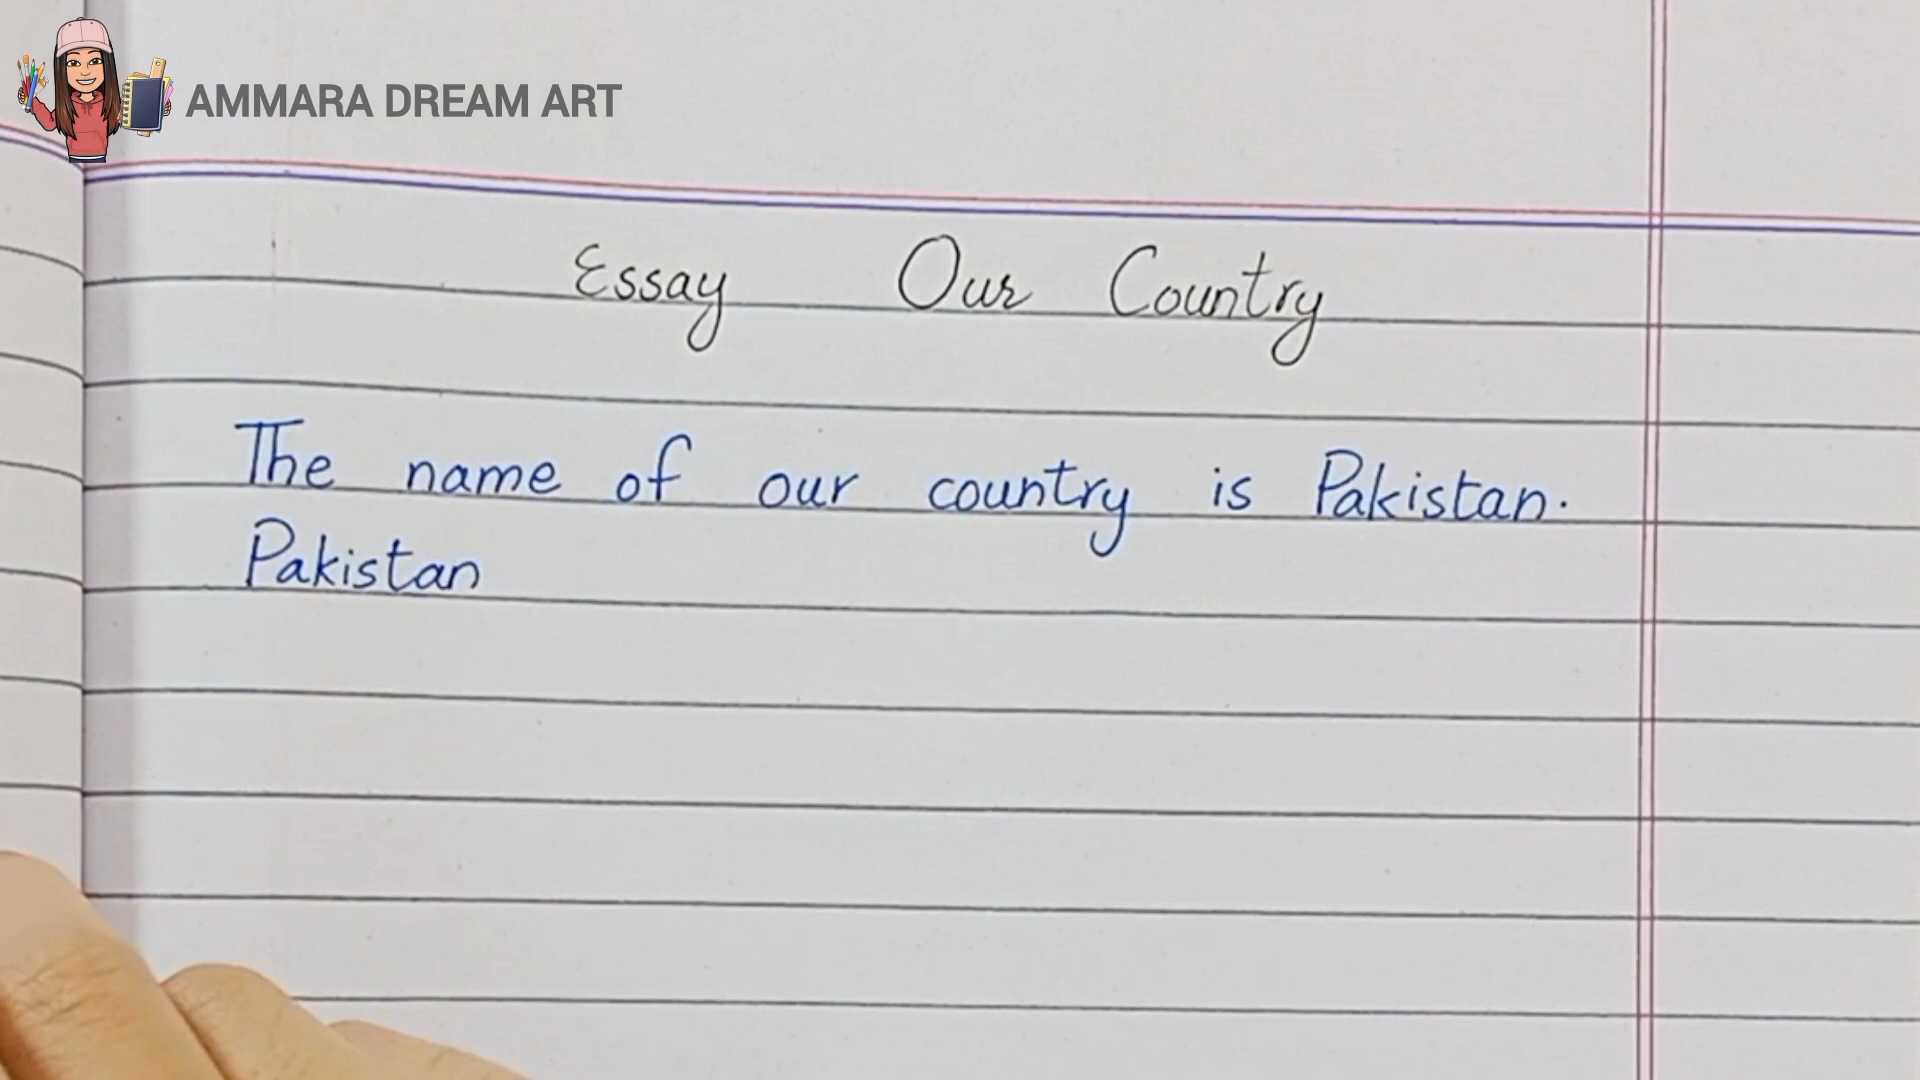 AMMARA DREAM ART
Essay Our Country
The name of our country is Pakistan.
Pakistan